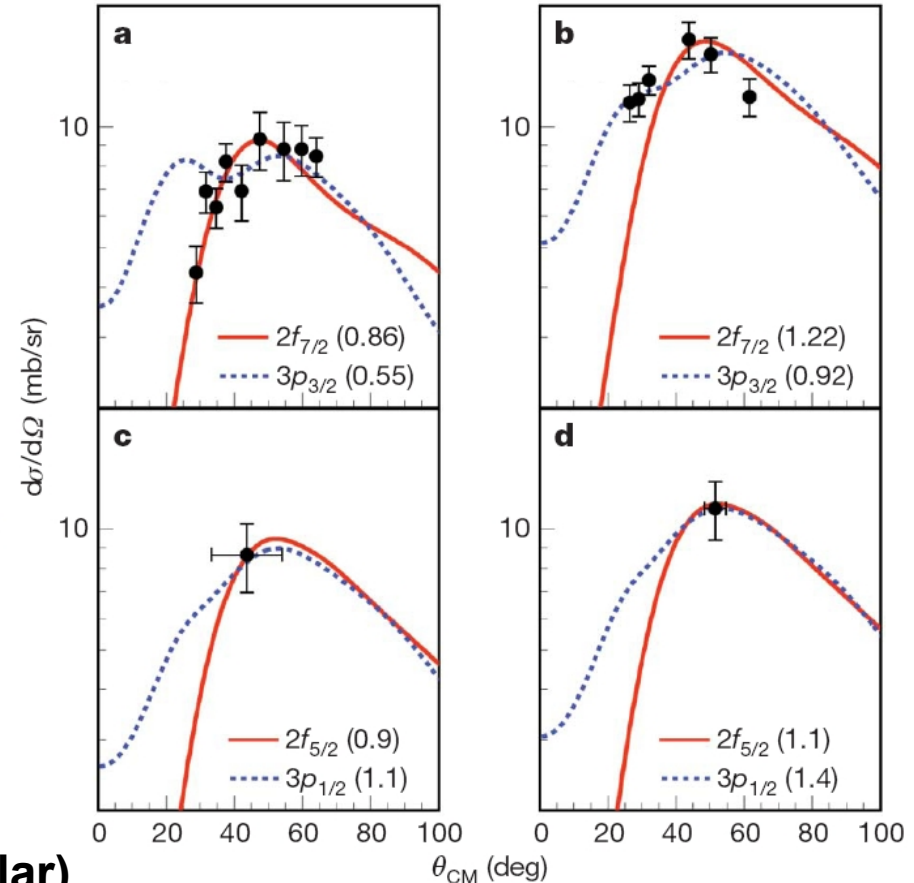 a
10
2f7/2 (0.86)
3p3/2 (0.55)
b
10
2f7/2 (1.22)
3p3/2 (0.92)
c
10
2f5/2 (0.9)
3p1/2 (1.1)
0 20 40 60 80 100
d
10
2f5/2 (1.1)
3p1/2 (1.4)
0 20 40 60 80 100
dσ/dΩ (mb/sr)
θCM (deg)
lar)